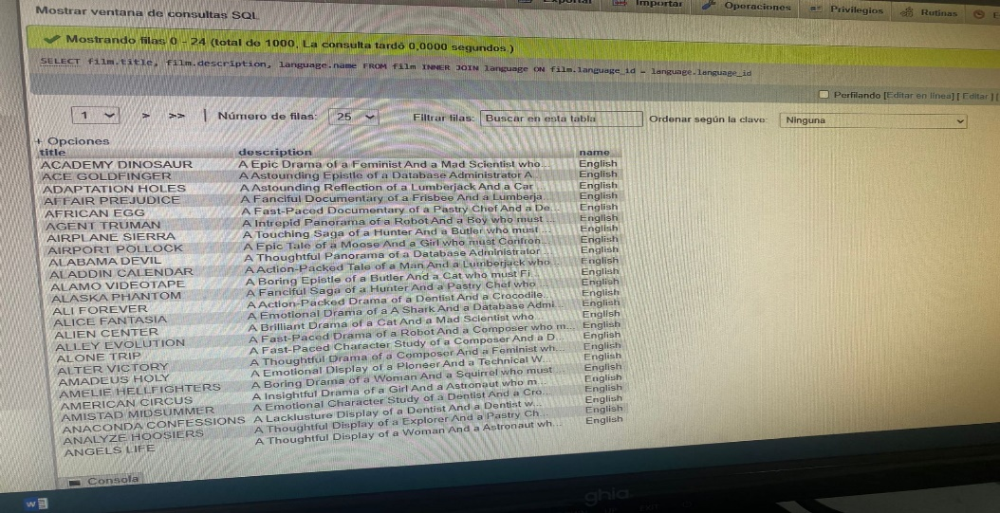 Mostrar ventana de consultas SQL
Exportar Importar Operaciones Privilegios Rutinas
Mostrando filas 0 - 24 (total de 1000, La consulta tardó 0,0000 segundos.)
SELECT film.title, film.description, language.name FROM film INNER JOIN language ON film.language_id = language.language_id
Perfilando [Editar en línea] [ Editar ] [
1 > >> | Número de filas: 25 Filtrar filas: Buscar en esta tabla Ordenar según la clave: Ninguna
+ Opciones
title description name
ACADEMY DINOSAUR A Epic Drama of a Feminist And a Mad Scientist who... English
ACE GOLDFINGER A Astounding Epistle of a Database Administrator A... English
ADAPTATION HOLES A Astounding Reflection of a Lumberjack And a Car... English
AFFAIR PREJUDICE A Fanciful Documentary of a Frisbee And a Lumberja... English
AFRICAN EGG A Fast-Paced Documentary of a Pastry Chef And a De... English
AGENT TRUMAN A Intrepid Panorama of a Robot And a Boy who must ... English
AIRPLANE SIERRA A Touching Saga of a Hunter And a Butler who must ... English
AIRPORT POLLOCK A Epic Tale of a Moose And a Girl who must Confron... English
ALABAMA DEVIL A Thoughtful Panorama of a Database Administrator... English
ALADDIN CALENDAR A Action-Packed Tale of a Man And a Lumberjack who... English
ALAMO VIDEOTAPE A Boring Epistle of a Butler And a Cat who must Fi... English
ALASKA PHANTOM A Fanciful Saga of a Hunter And a Pastry Chef who ... English
ALI FOREVER A Action-Packed Drama of a Dentist And a Crocodile... English
ALICE FANTASIA A Emotional Drama of a A Shark And a Database Admi... English
ALIEN CENTER A Brilliant Drama of a Cat And a Mad Scientist who... English
ALLEY EVOLUTION A Fast-Paced Drama of a Robot And a Composer who m... English
ALONE TRIP A Fast-Paced Character Study of a Composer And a D... English
ALTER VICTORY A Thoughtful Drama of a Composer And a Feminist wh... English
AMADEUS HOLY A Emotional Display of a Pioneer And a Technical W... English
AMELIE HELLFIGHTERS A Boring Drama of a Woman And a Squirrel who must... English
AMERICAN CIRCUS A Insightful Drama of a Girl And a Astronaut who m... English
AMISTAD MIDSUMMER A Emotional Character Study of a Dentist And a Cro... English
ANACONDA CONFESSIONS A Lacklusture Display of a Dentist And a Dentist w... English
ANALYZE HOOSIERS A Thoughtful Display of a Explorer And a Pastry Ch... English
ANGELS LIFE A Thoughtful Display of a Woman And a Astronaut wh... English
Consola
W
ghia